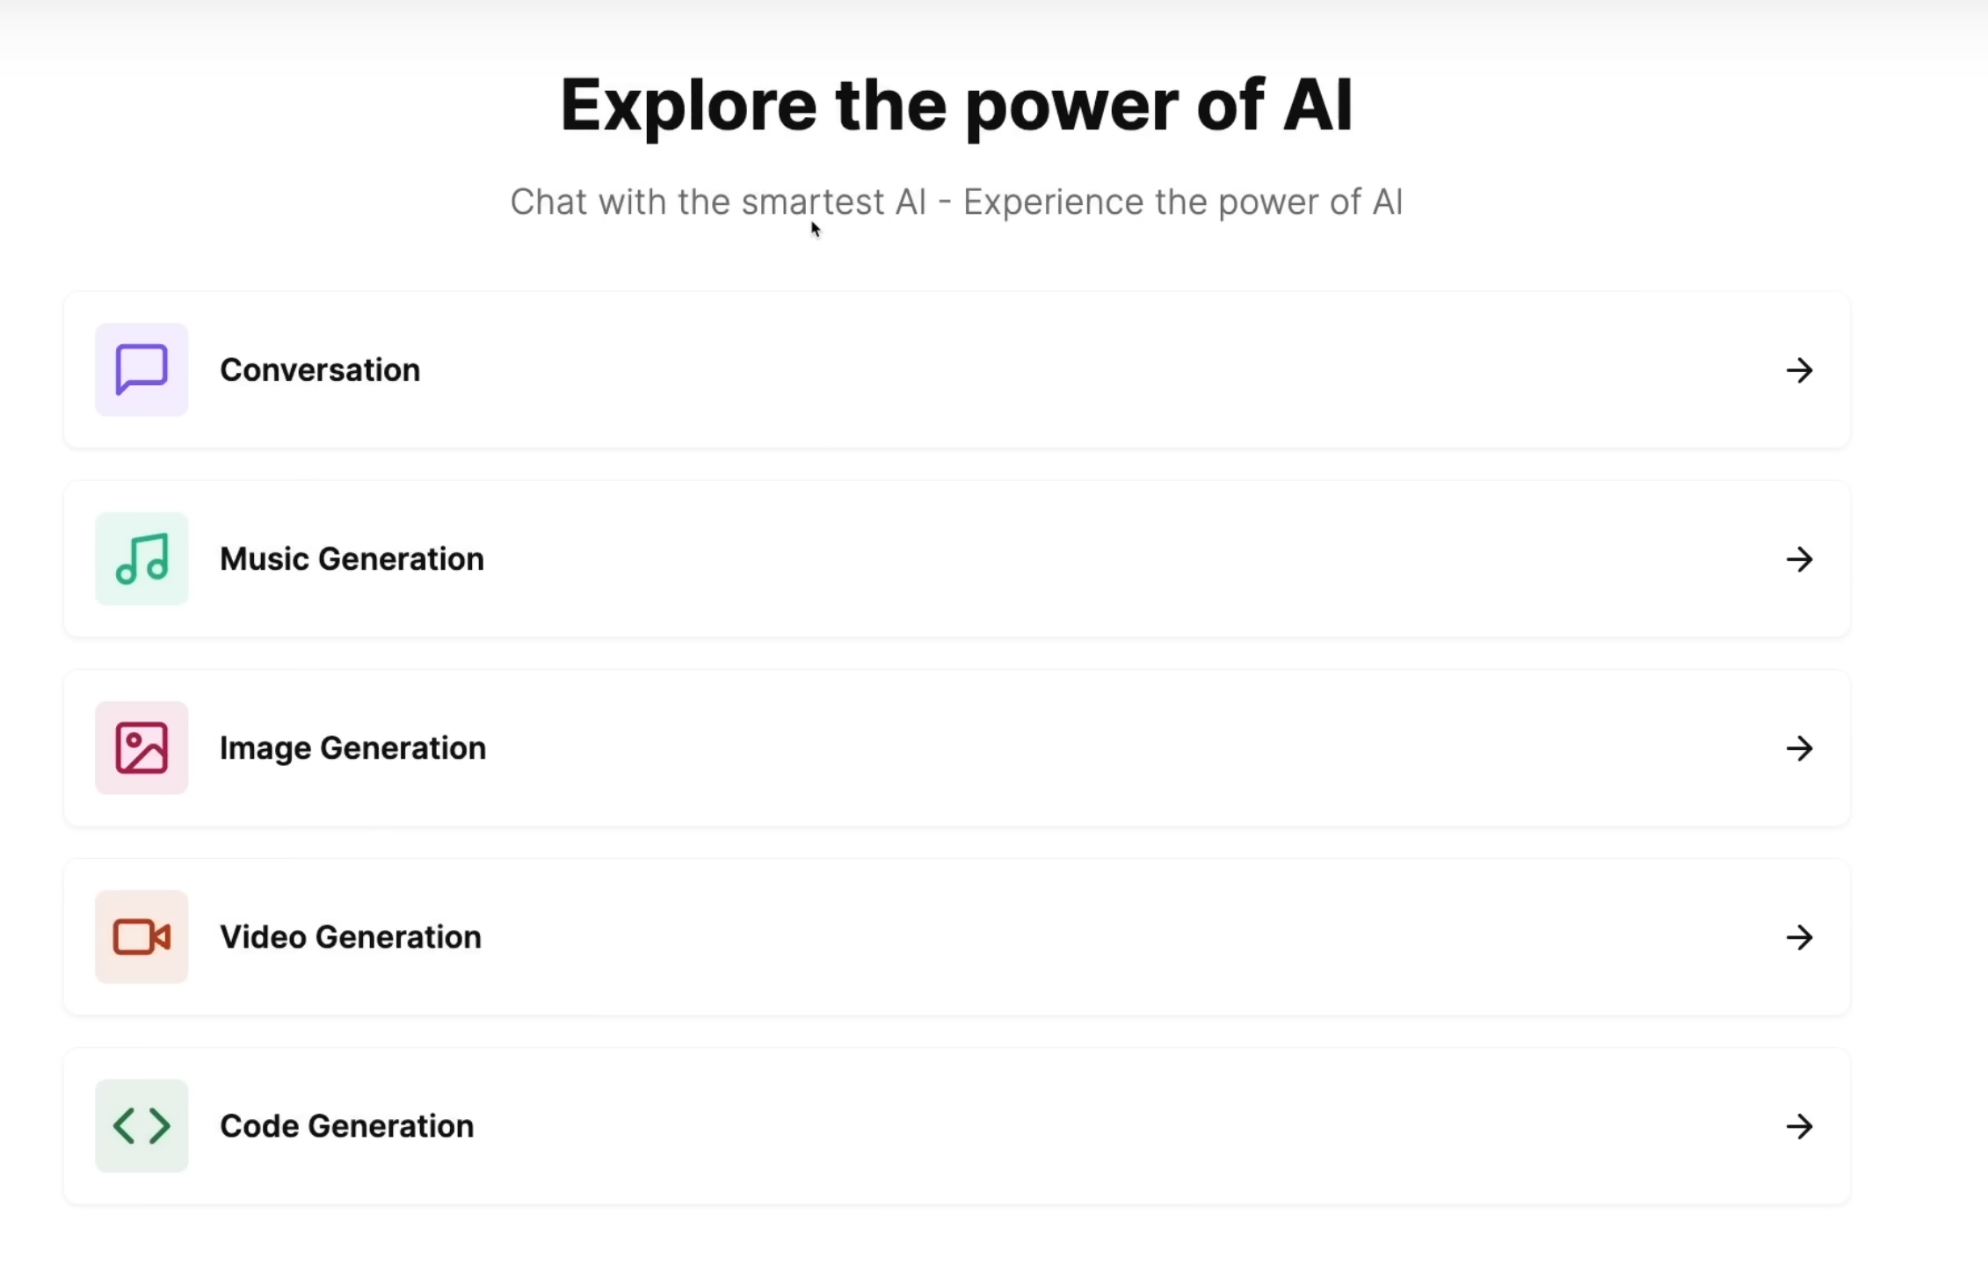 Explore the power of AI
Chat with the smartest AI - Experience the power of AI
Conversation
Music Generation
Image Generation
Video Generation
Code Generation